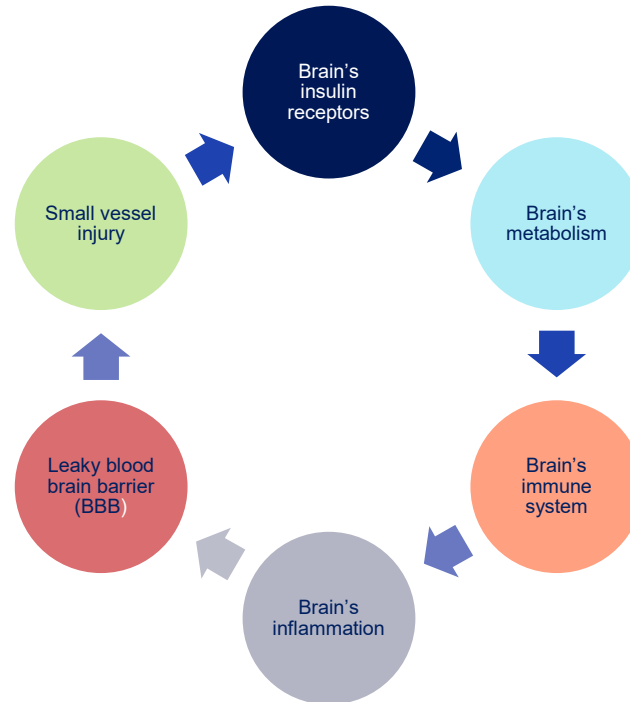 Brain’s
insulin
receptors
Brain’s
metabolism
Brain’s
immune
system
Brain’s
inflammation
Leaky blood
brain barrier
(BBB)
Small vessel
injury